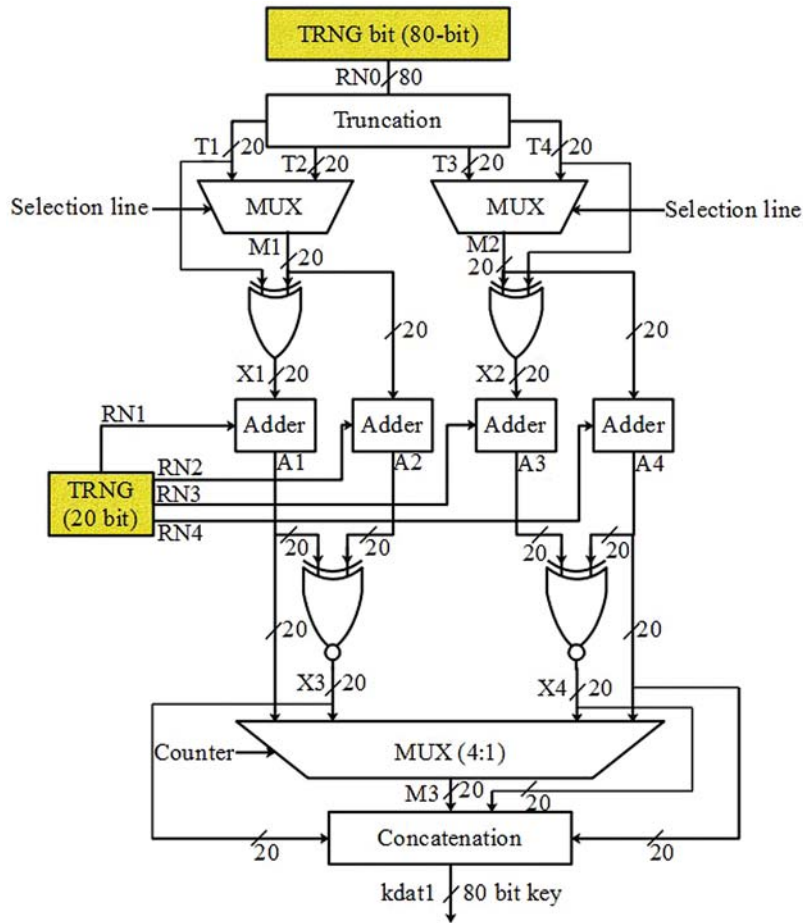 TRNG bit (80-bit)
RN0 80
Truncation
T1 20
T2 20
T3 20
T4 20
Selection line
MUX
MUX
Selection line
M1
20
M2
20
20
20
X1 20
X2 20
RN1
Adder
Adder
Adder
Adder
A1
A2
A3
A4
TRNG
(20 bit)
RN2
RN3
RN4
20
20
20
20
20
20
X3 20
X4 20
Counter
MUX (4:1)
M3 20
20
20
Concatenation
20
kdat1 80 bit key